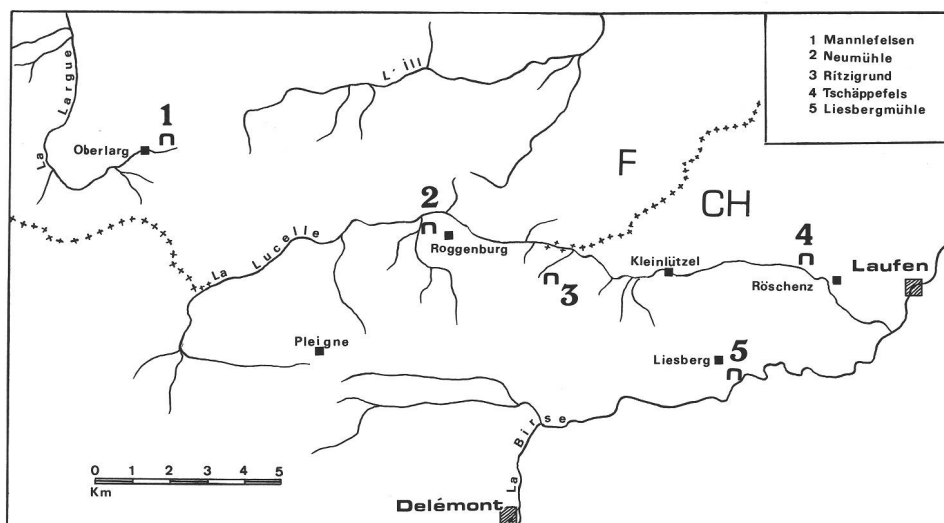 1 Mannlefelsen
2 Neumühle
3 Ritzigrund
4 Tschäppefels
5 Liesbergmühle
La Largue
L'Ill
1
Oberlarg
F
CH
2
Roggenburg
La Lucelle
3
Kleinlützel
4
Röschenz
Laufen
Pleigne
Liesberg
5
La Birse
0 1 2 3 4 5
Km
Delémont